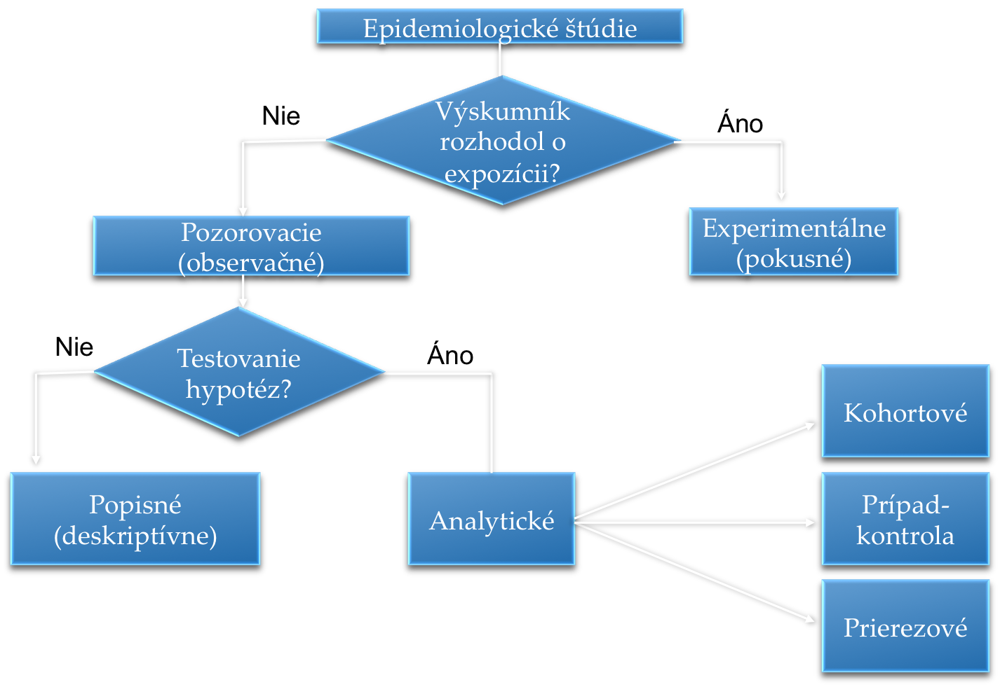 Epidemiologické štúdie
Výskumník
rozhodol o
expozícii?
Nie
Áno
Pozorovacie
(observačné)
Experimentálne
(pokusné)
Testovanie
hypotéz?
Nie
Áno
Popisné
(deskriptívne)
Analytické
Kohortové
Prípad-
kontrola
Prierezové